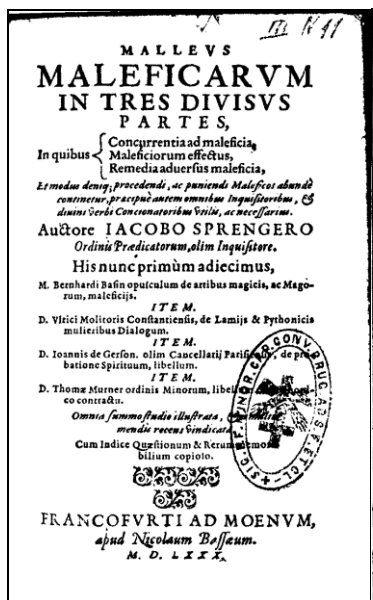 MALLEVS
MALEFICARVM
IN TRES DIVISVS
PARTES,
In quibus
Concurrentia ad maleficia,
Maleficiorum effectus,
Remedia aduersus maleficia,
Et modus deniq; procedendi, ac puniendi Maleficos abundè
continetur, præcipuè autem omnibus Inquisitoribus, &
diuini verbi Concionatoribus vtilis, ac necessarius.
Auctore IACOBO SPRENGERO
Ordinis Prædicatorum, olim Inquisitore.
His nunc primùm adiecimus,
M. Bernhardi Basin opusculum de artibus magicis, ac Mago-
rum, maleficijs.
ITEM.
D. Vlrici Molitoris Constantiensis, de Lamijs & Pythonicis
mulieribus Dialogum.
ITEM.
D. Ioannis de Gerson. olim Cancellarij de pro-
batione Spirituum, libellum.
ITEM.
D. Thomæ Murner ordinis Minorum,
co contractu.
Omnia summo studio illustrata,
mendis recens vindicata
Cum Indice Quæstionum & Rerum memo-
bilium copioso.
FRANCOFVRTI AD MOENVM,
apud Nicolaum Bassæum.
M. D. LXXX.